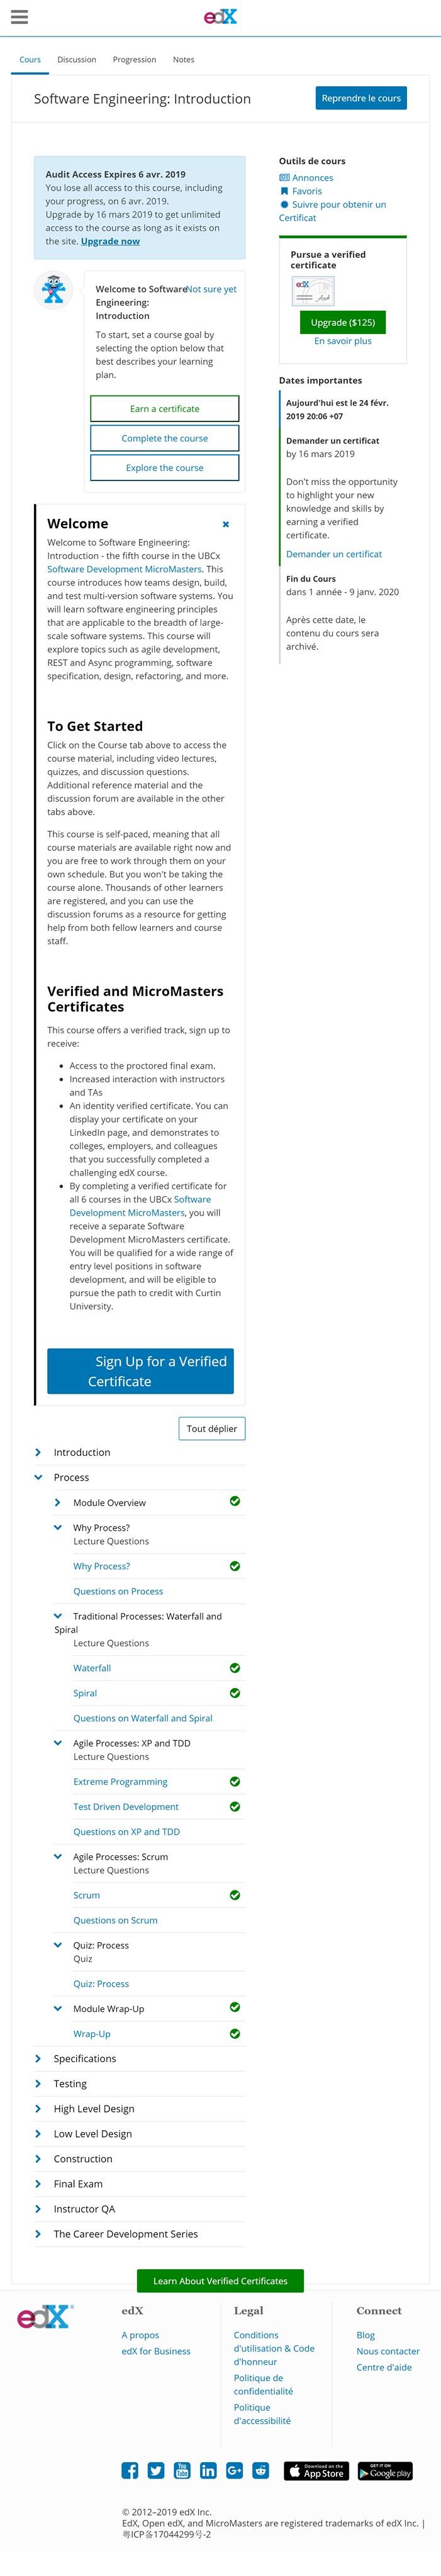 edX
Cours Discussion Progression Notes
Software Engineering: Introduction
Reprendre le cours
Audit Access Expires 6 avr. 2019
You lose all access to this course, including
your progress, on 6 avr. 2019.
Upgrade by 16 mars 2019 to get unlimited
access to the course as long as it exists on
the site. Upgrade now
Welcome to Software
Engineering:
Introduction
Not sure yet
To start, set a course goal by
selecting the option below that
best describes your learning
plan.
Earn a certificate
Complete the course
Explore the course
Welcome
Welcome to Software Engineering:
Introduction - the fifth course in the UBCx
Software Development MicroMasters. This
course introduces how teams design, build,
and test multi-version software systems. You
will learn software engineering principles
that are applicable to the breadth of large-
scale software systems. This course will
explore topics such as agile development,
REST and Async programming, software
specification, design, refactoring, and more.
To Get Started
Click on the Course tab above to access the
course material, including video lectures,
quizzes, and discussion questions.
Additional reference material and the
discussion forum are available in the other
tabs above.
This course is self-paced, meaning that all
course materials are available right now and
you are free to work through them on your
own schedule. But you won't be taking the
course alone. Thousands of other learners
are registered, and you can use the
discussion forums as a resource for getting
help from both fellow learners and course
staff.
Verified and MicroMasters
Certificates
This course offers a verified track, sign up to
receive:
• Access to the proctored final exam.
• Increased interaction with instructors
and TAs
• An identity verified certificate. You can
display your certificate on your
LinkedIn page, and demonstrates to
colleges, employers, and colleagues
that you successfully completed a
challenging edX course.
• By completing a verified certificate for
all 6 courses in the UBCx Software
Development MicroMasters, you will
receive a separate Software
Development MicroMasters certificate.
You will be qualified for a wide range of
entry level positions in software
development, and will be eligible to
pursue the path to credit with Curtin
University.
Sign Up for a Verified
Certificate
Tout déplier
Introduction
Process
Module Overview
Why Process?
Lecture Questions
Why Process?
Questions on Process
Traditional Processes: Waterfall and
Spiral
Lecture Questions
Waterfall
Spiral
Questions on Waterfall and Spiral
Agile Processes: XP and TDD
Lecture Questions
Extreme Programming
Test Driven Development
Questions on XP and TDD
Agile Processes: Scrum
Lecture Questions
Scrum
Questions on Scrum
Quiz: Process
Quiz
Quiz: Process
Module Wrap-Up
Wrap-Up
Specifications
Testing
High Level Design
Low Level Design
Construction
Final Exam
Instructor QA
The Career Development Series
Outils de cours
Annonces
Favoris
Suivre pour obtenir un
Certificat
Pursue a verified
certificate
edX
Upgrade ($125)
En savoir plus
Dates importantes
Aujourd'hui est le 24 févr.
2019 20:06 +07
Demander un certificat
by 16 mars 2019
Don't miss the opportunity
to highlight your new
knowledge and skills by
earning a verified
certificate.
Demander un certificat
Fin du Cours
dans 1 année - 9 janv. 2020
Après cette date, le
contenu du cours sera
archivé.
Learn About Verified Certificates
edX
edX
A propos
edX for Business
Legal
Conditions
d'utilisation & Code
d'honneur
Politique de
confidentialité
Politique
d'accessibilité
Connect
Blog
Nous contacter
Centre d'aide
Download on the
App Store
GET IT ON
Google play
© 2012–2019 edX Inc.
EdX, Open edX, and MicroMasters are registered trademarks of edX Inc. |
粤ICP备17044299号-2